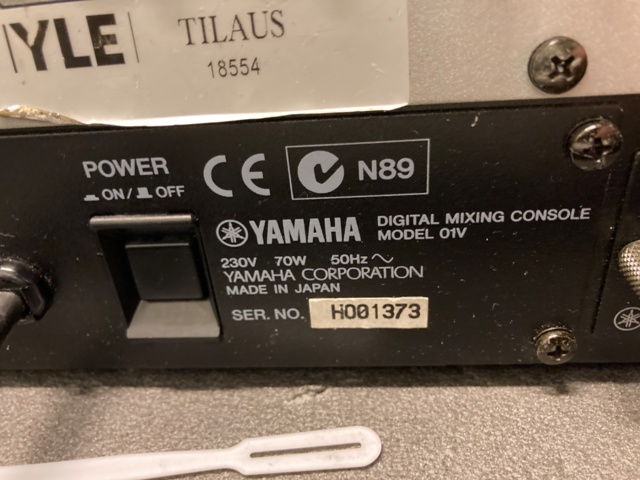 YLE TILAUS
18554
POWER
ON / OFF
CE N89
YAMAHA DIGITAL MIXING CONSOLE
MODEL 01V
230V 70W 50Hz ~
YAMAHA CORPORATION
MADE IN JAPAN
SER. NO. HO01373